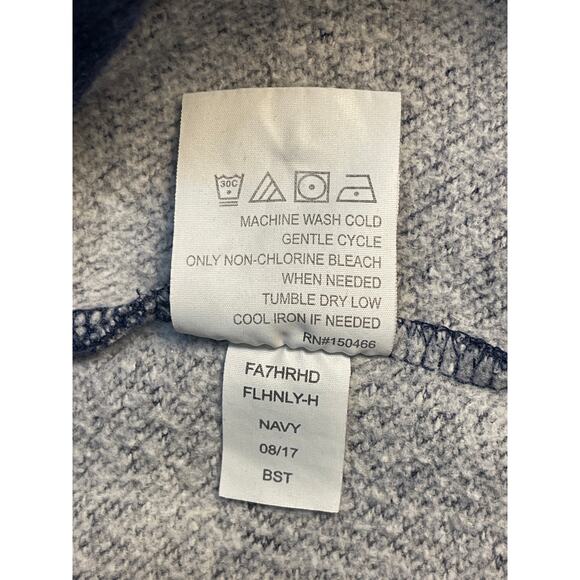 30C
MACHINE WASH COLD
GENTLE CYCLE
ONLY NON-CHLORINE BLEACH
WHEN NEEDED
TUMBLE DRY LOW
COOL IRON IF NEEDED
RN#150466
FA7HRHD
FLHNLY-H
NAVY
08/17
BST